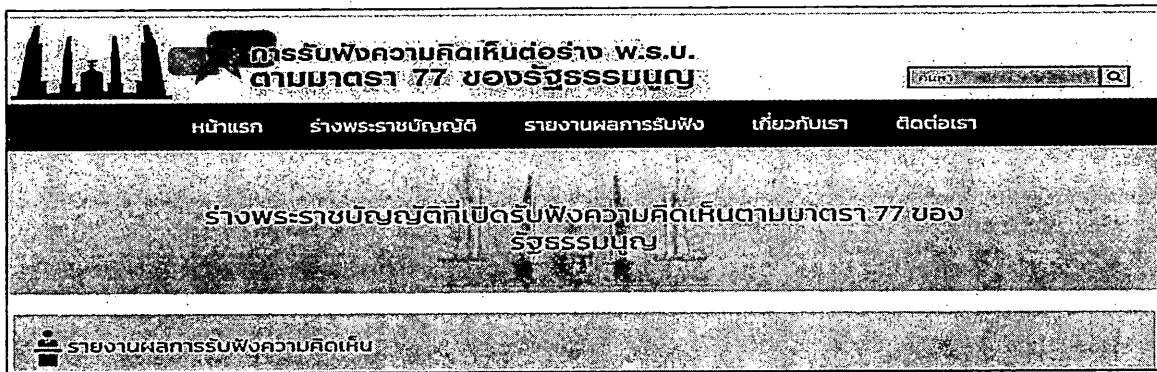 การรับฟังความคิดเห็นต่อร่าง พ.ร.บ.
ตามมาตรา 77 ของรัฐธรรมนูญ
ค้นหา
หน้าแรก ร่างพระราชบัญญัติ รายงานผลการรับฟัง เกี่ยวกับเรา ติดต่อเรา
ร่างพระราชบัญญัติที่เปิดรับฟังความคิดเห็นตามมาตรา 77 ของ
รัฐธรรมนูญ
รายงานผลการรับฟังความคิดเห็น